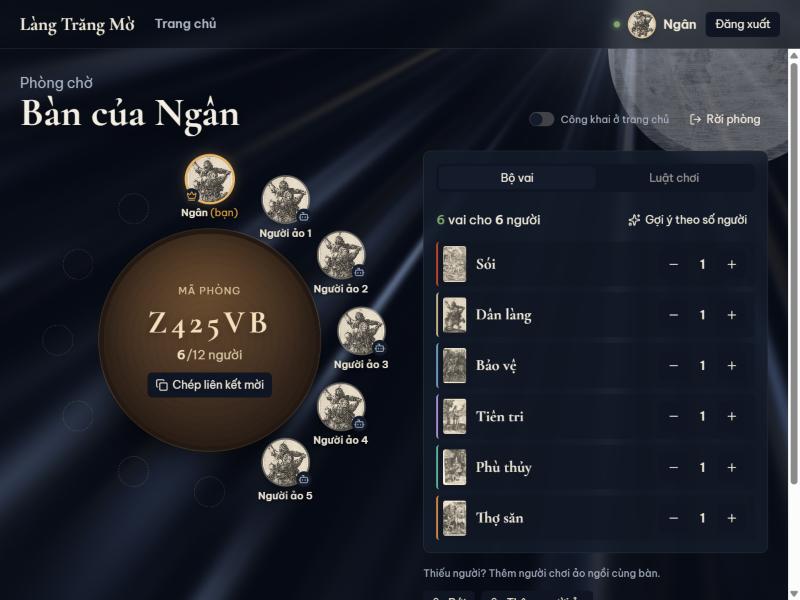 Làng Trăng Mờ
Trang chủ
Ngân
Đăng xuất
Phòng chờ
Bàn của Ngân
Công khai ở trang chủ
Rời phòng
Ngân (bạn)
Người ảo 1
Người ảo 2
Người ảo 3
Người ảo 4
Người ảo 5
MÃ PHÒNG
Z425VB
6/12 người
Chép liên kết mời
Bộ vai
Luật chơi
6 vai cho 6 người
Gợi ý theo số người
Sói
− 1 +
Dân làng
− 1 +
Bảo vệ
− 1 +
Tiên tri
− 1 +
Phù thủy
− 1 +
Thợ săn
− 1 +
Thiếu người? Thêm người chơi ảo ngồi cùng bàn.